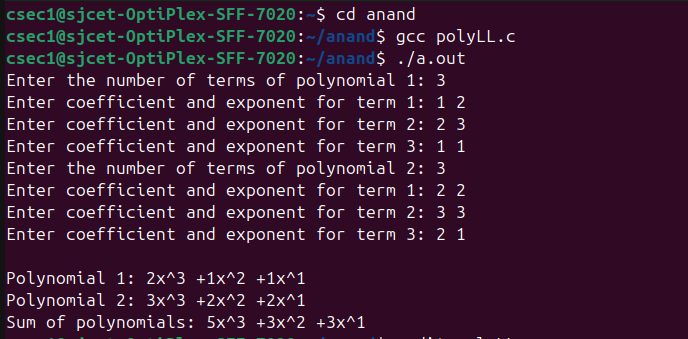 csec1@sjcet-OptiPlex-SFF-7020:~$ cd anand
csec1@sjcet-OptiPlex-SFF-7020:~/anand$ gcc polyLL.c
csec1@sjcet-OptiPlex-SFF-7020:~/anand$ ./a.out
Enter the number of terms of polynomial 1: 3
Enter coefficient and exponent for term 1: 1 2
Enter coefficient and exponent for term 2: 2 3
Enter coefficient and exponent for term 3: 1 1
Enter the number of terms of polynomial 2: 3
Enter coefficient and exponent for term 1: 2 2
Enter coefficient and exponent for term 2: 3 3
Enter coefficient and exponent for term 3: 2 1
Polynomial 1: 2x^3 +1x^2 +1x^1
Polynomial 2: 3x^3 +2x^2 +2x^1
Sum of polynomials: 5x^3 +3x^2 +3x^1